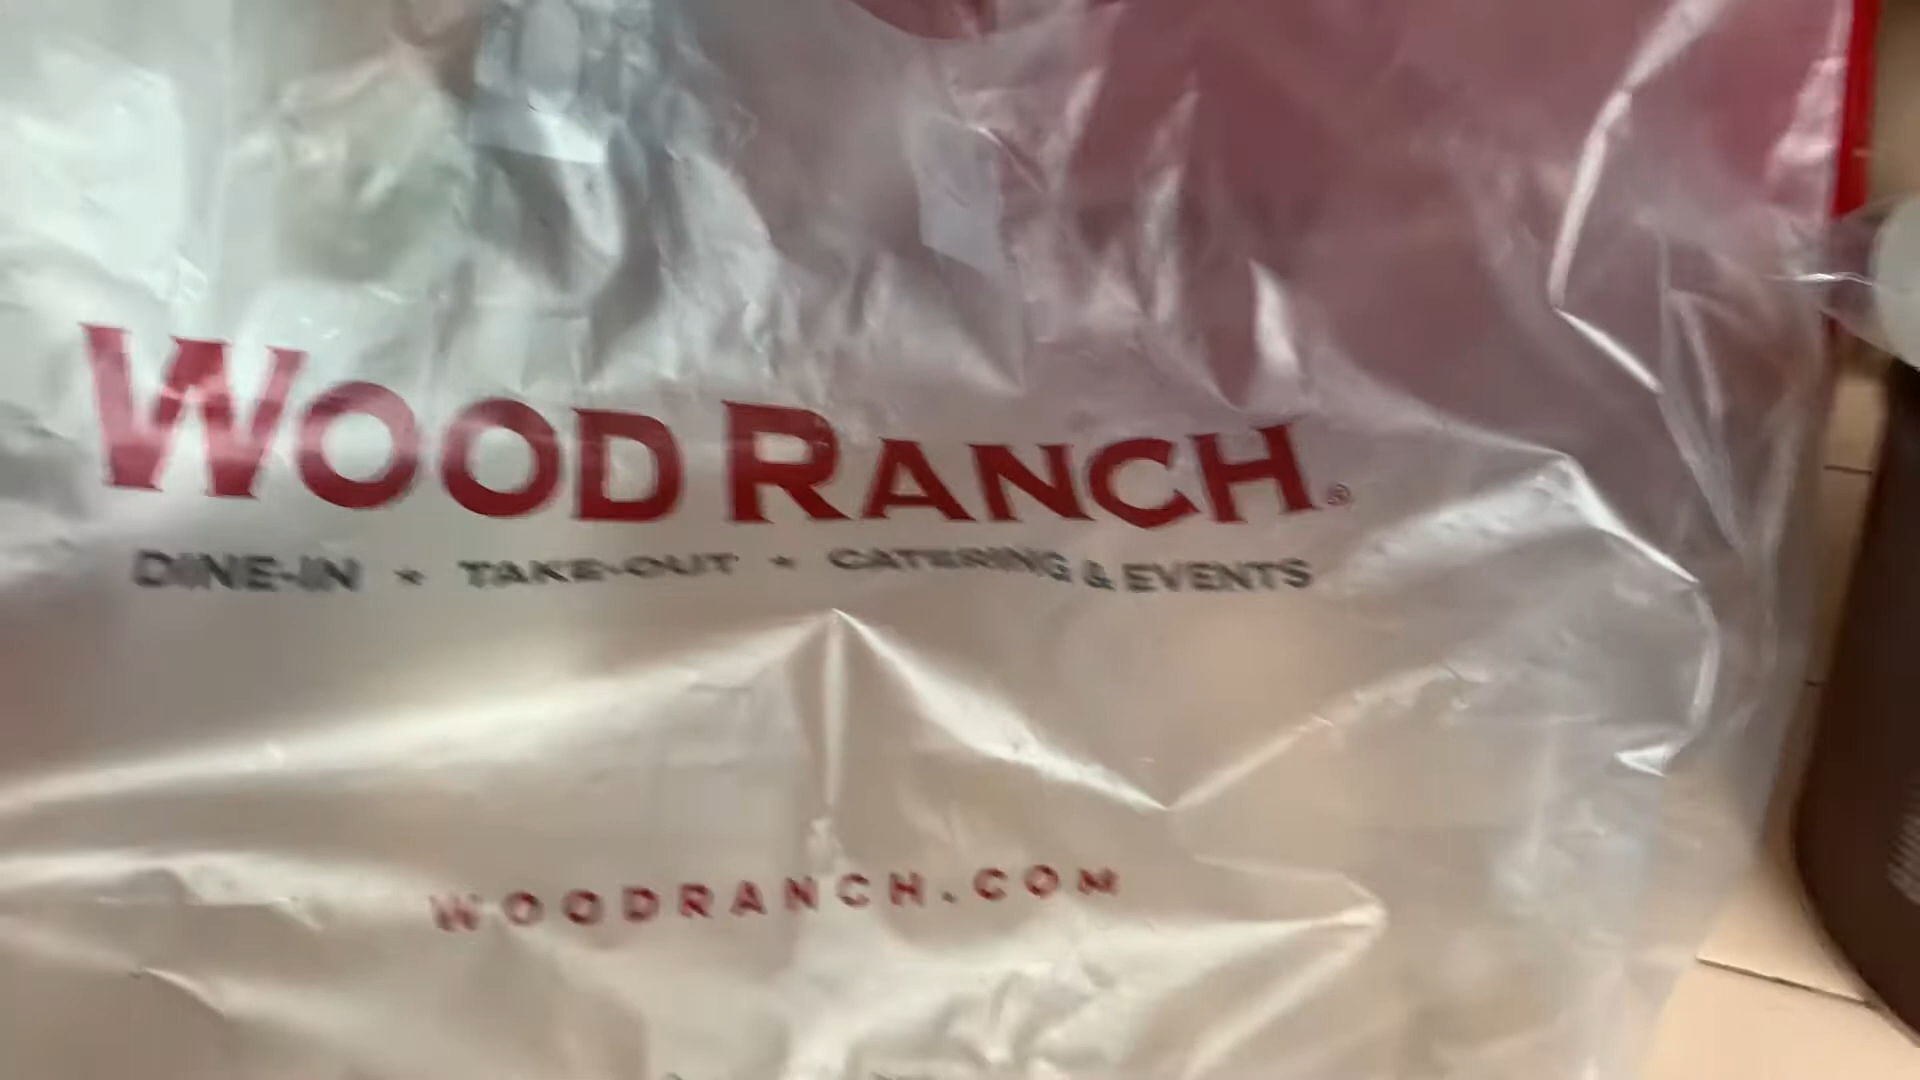 WOOD RANCH®
DINE-IN • TAKE-OUT • CATERING & EVENTS
WOODRANCH.COM